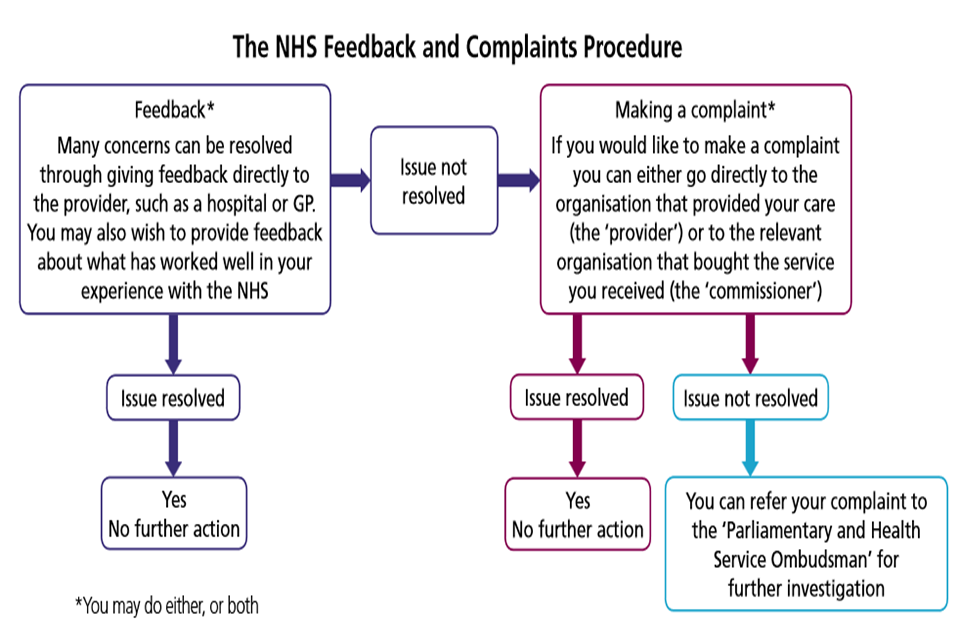 The NHS Feedback and Complaints Procedure
Feedback*
Many concerns can be resolved
through giving feedback directly to
the provider, such as a hospital or GP.
You may also wish to provide feedback
about what has worked well in your
experience with the NHS
Issue not
resolved
Making a complaint*
If you would like to make a complaint
you can either go directly to the
organisation that provided your care
(the ‘provider’) or to the relevant
organisation that bought the service
you received (the ‘commissioner’)
Issue resolved
Issue resolved
Issue not resolved
Yes
No further action
Yes
No further action
You can refer your complaint to
the ‘Parliamentary and Health
Service Ombudsman’ for
further investigation
*You may do either, or both